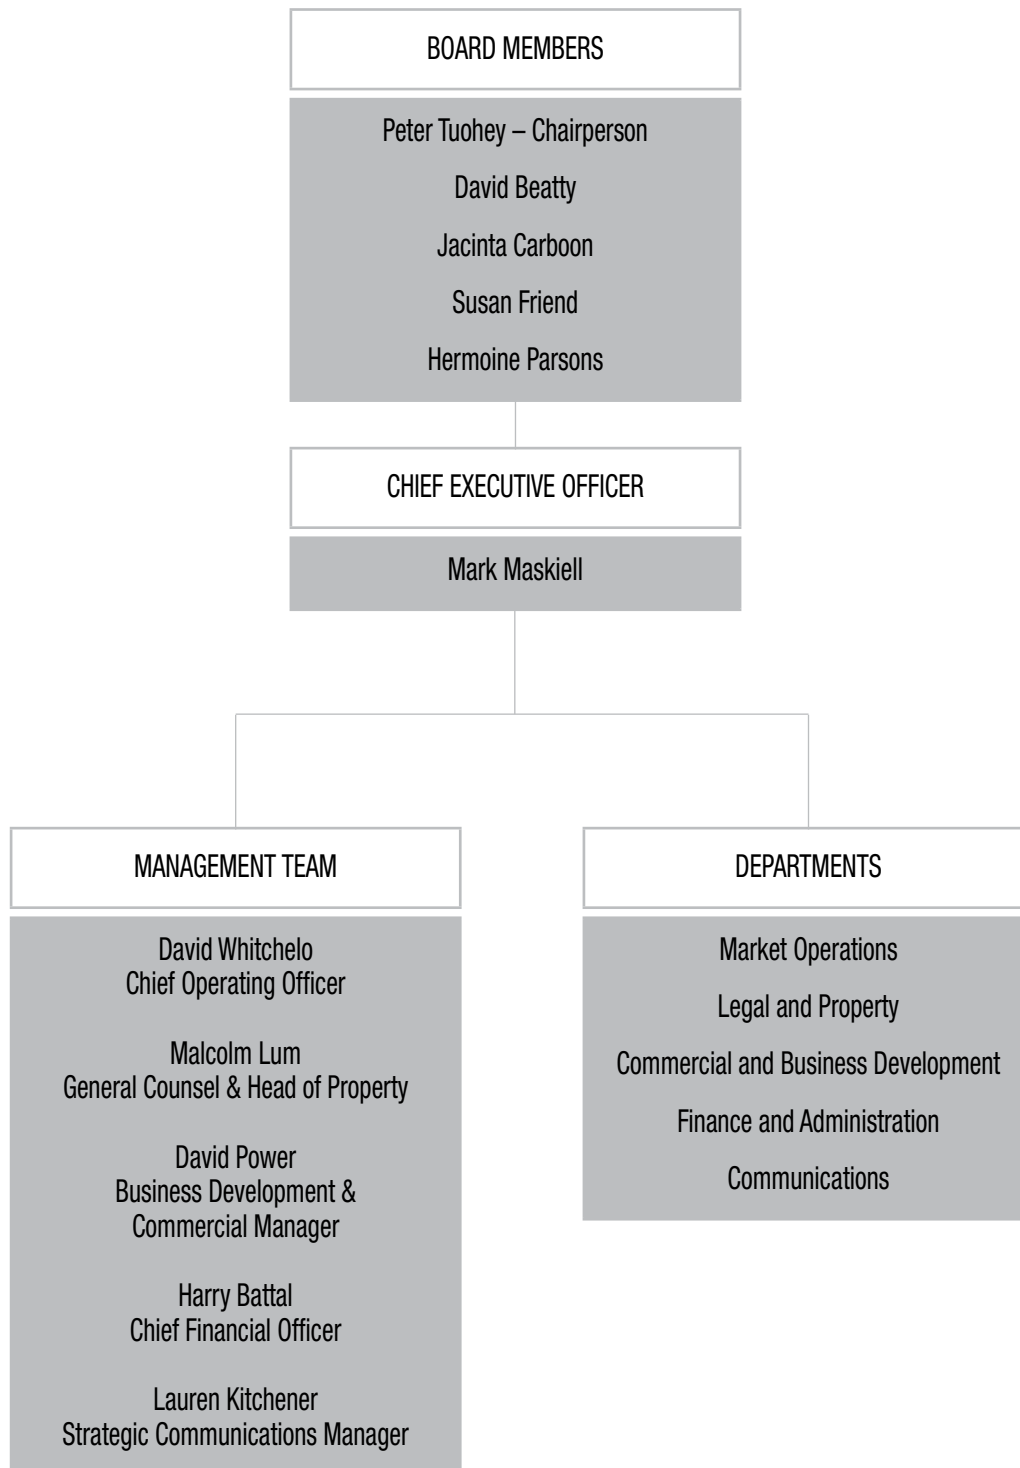 BOARD MEMBERS
Peter Tuohey – Chairperson
David Beatty
Jacinta Carboon
Susan Friend
Hermoine Parsons
CHIEF EXECUTIVE OFFICER
Mark Maskiell
MANAGEMENT TEAM
David Whitchelo
Chief Operating Officer
Malcolm Lum
General Counsel & Head of Property
David Power
Business Development &
Commercial Manager
Harry Battal
Chief Financial Officer
Lauren Kitchener
Strategic Communications Manager
DEPARTMENTS
Market Operations
Legal and Property
Commercial and Business Development
Finance and Administration
Communications